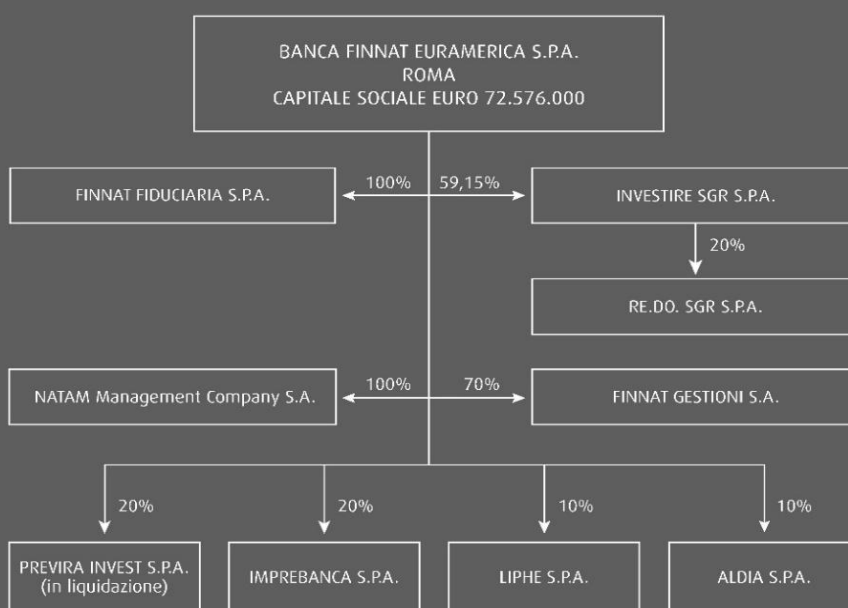 BANCA FINNAT EURAMERICA S.P.A.
ROMA
CAPITALE SOCIALE EURO 72.576.000
FINNAT FIDUCIARIA S.P.A.
100%
59,15%
INVESTIRE SGR S.P.A.
20%
RE.DO. SGR S.P.A.
NATAM Management Company S.A.
100%
70%
FINNAT GESTIONI S.A.
20%
20%
10%
10%
PREVIRA INVEST S.P.A.
(in liquidazione)
IMPREBANCA S.P.A.
LIPHE S.P.A.
ALDIA S.P.A.